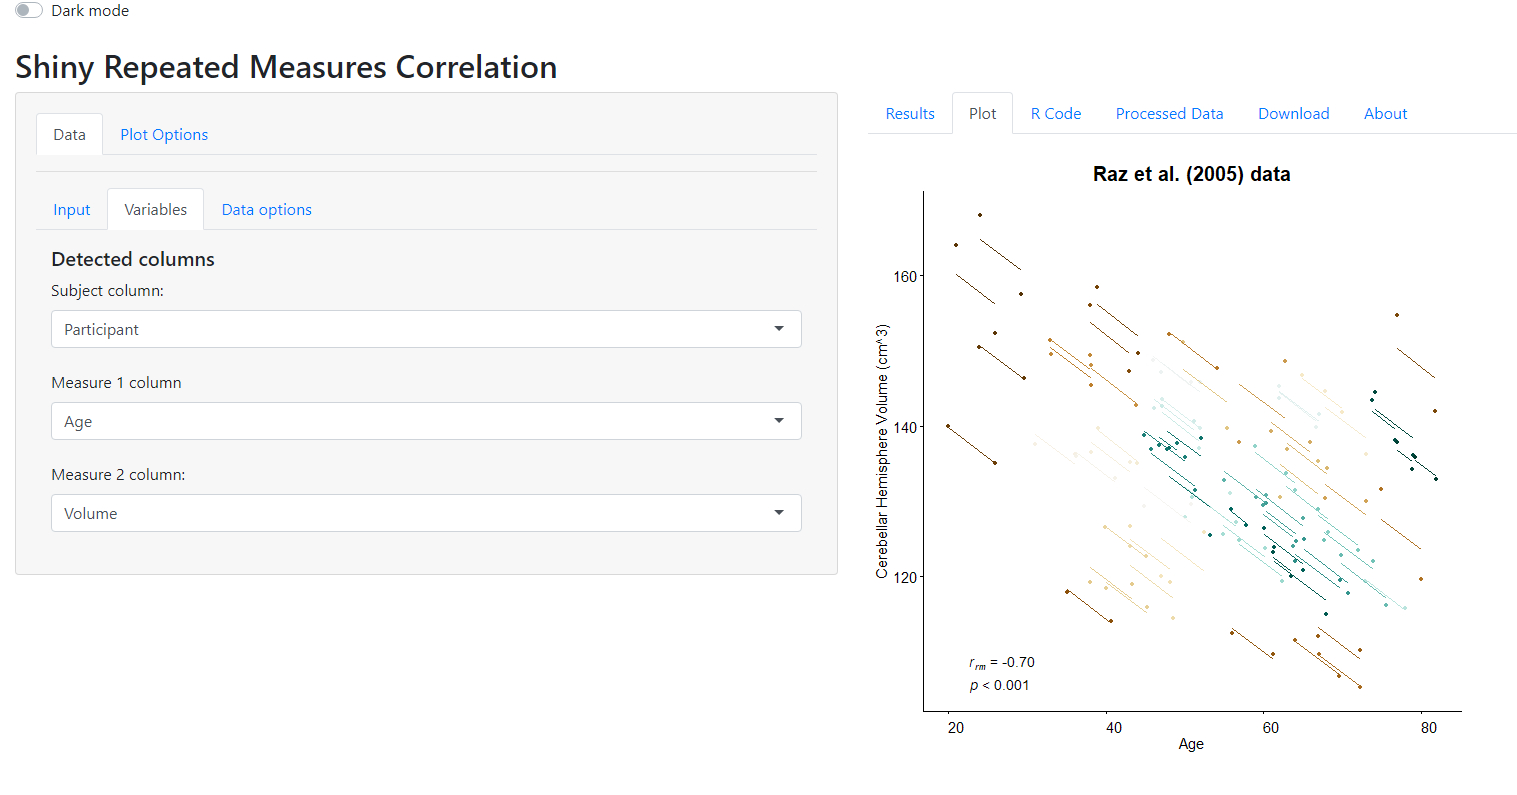 Dark mode
Shiny Repeated Measures Correlation
Data
Plot Options
Input
Variables
Data options
Detected columns
Subject column:
Participant
Measure 1 column
Age
Measure 2 column:
Volume
Results
Plot
R Code
Processed Data
Download
About
Raz et al. (2005) data
Cerebellar Hemisphere Volume (cm^3)
160
140
120
r_rm = -0.70
p < 0.001
20
40
60
80
Age